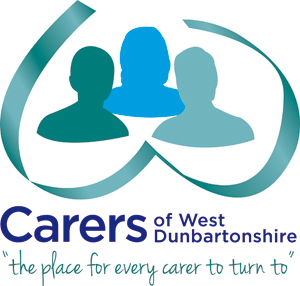 Carers of West
Dunbartonshire
"the place for every carer to turn to"